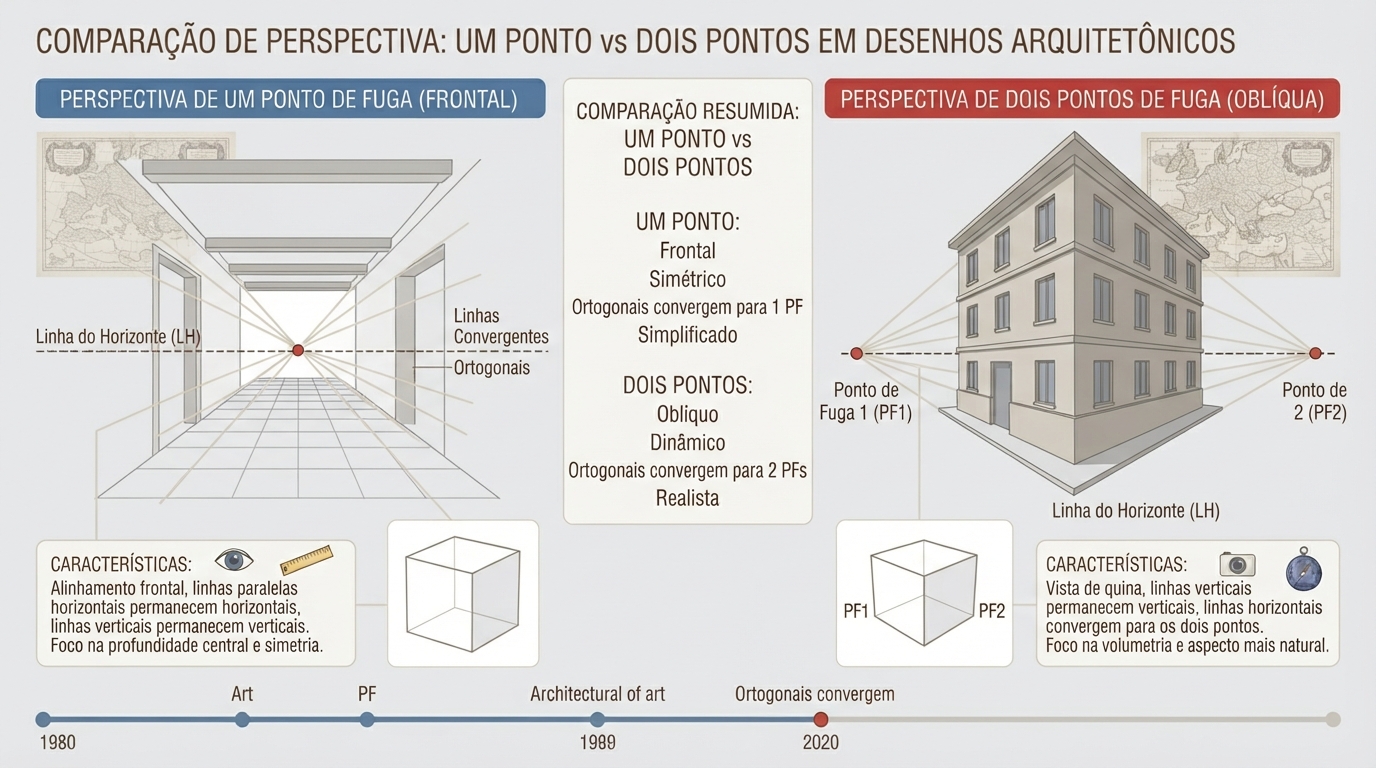 COMPARAÇÃO DE PERSPECTIVA: UM PONTO vs DOIS PONTOS EM DESENHOS ARQUITETÔNICOS
PERSPECTIVA DE UM PONTO DE FUGA (FRONTAL)
Linha do Horizonte (LH)
Linhas
Convergentes
Ortogonais
CARACTERÍSTICAS:
Alinhamento frontal, linhas paralelas
horizontais permanecem horizontais,
linhas verticais permanecem verticais.
Foco na profundidade central e simetria.
COMPARAÇÃO RESUMIDA:
UM PONTO vs
DOIS PONTOS
UM PONTO:
Frontal
Simétrico
Ortogonais convergem para 1 PF
Simplificado
DOIS PONTOS:
Oblíquo
Dinâmico
Ortogonais convergem para 2 PFs
Realista
PERSPECTIVA DE DOIS PONTOS DE FUGA (OBLÍQUA)
Ponto de
Fuga 1 (PF1)
Ponto de
2 (PF2)
Linha do Horizonte (LH)
PF1
PF2
CARACTERÍSTICAS:
Vista de quina, linhas verticais
permanecem verticais, linhas horizontais
convergem para os dois pontos.
Foco na volumetria e aspecto mais natural.
Art
PF
Architectural of art
Ortogonais convergem
1980
1989
2020